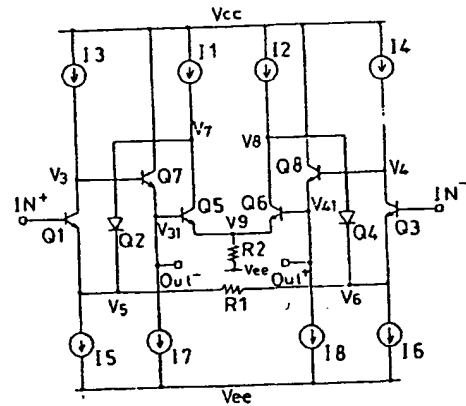 Vcc
I3 I1 I2 I4
V7 V8
V3 Q7 Q8 V4
IN+ IN-
Q1 Q2 V31 Q5 V9 Q6 V41 Q4 Q3
R2
Vee
Out- Out+
V5 R1 V6
I5 I7 I8 I6
Vee